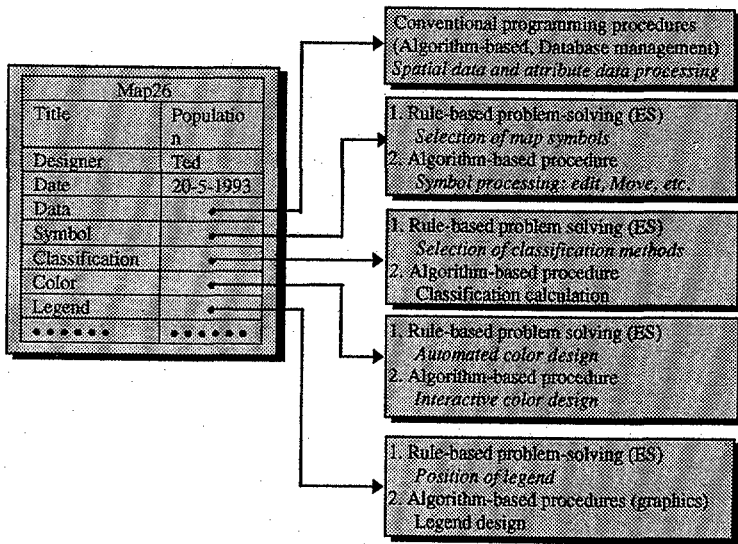 Map26
Title Populatio
n
Designer Ted
Date 20-5-1993
Data
Symbol
Classification
Color
Legend
Conventional programming procedures
(Algorithm-based, Database management)
Spatial data and attribute data processing
1. Rule-based problem-solving (ES)
Selection of map symbols
2. Algorithm-based procedure
Symbol processing: edit, Move, etc.
1. Rule-based problem solving (ES)
Selection of classification methods
2. Algorithm-based procedure
Classification calculation
1. Rule-based problem solving (ES)
Automated color design
2. Algorithm-based procedure
Interactive color design
1. Rule-based problem-solving (ES)
Position of legend
2. Algorithm-based procedures (graphics)
Legend design